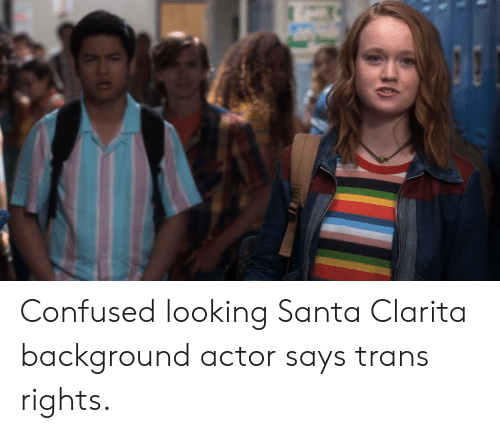 Confused looking Santa Clarita
background actor says trans
rights.